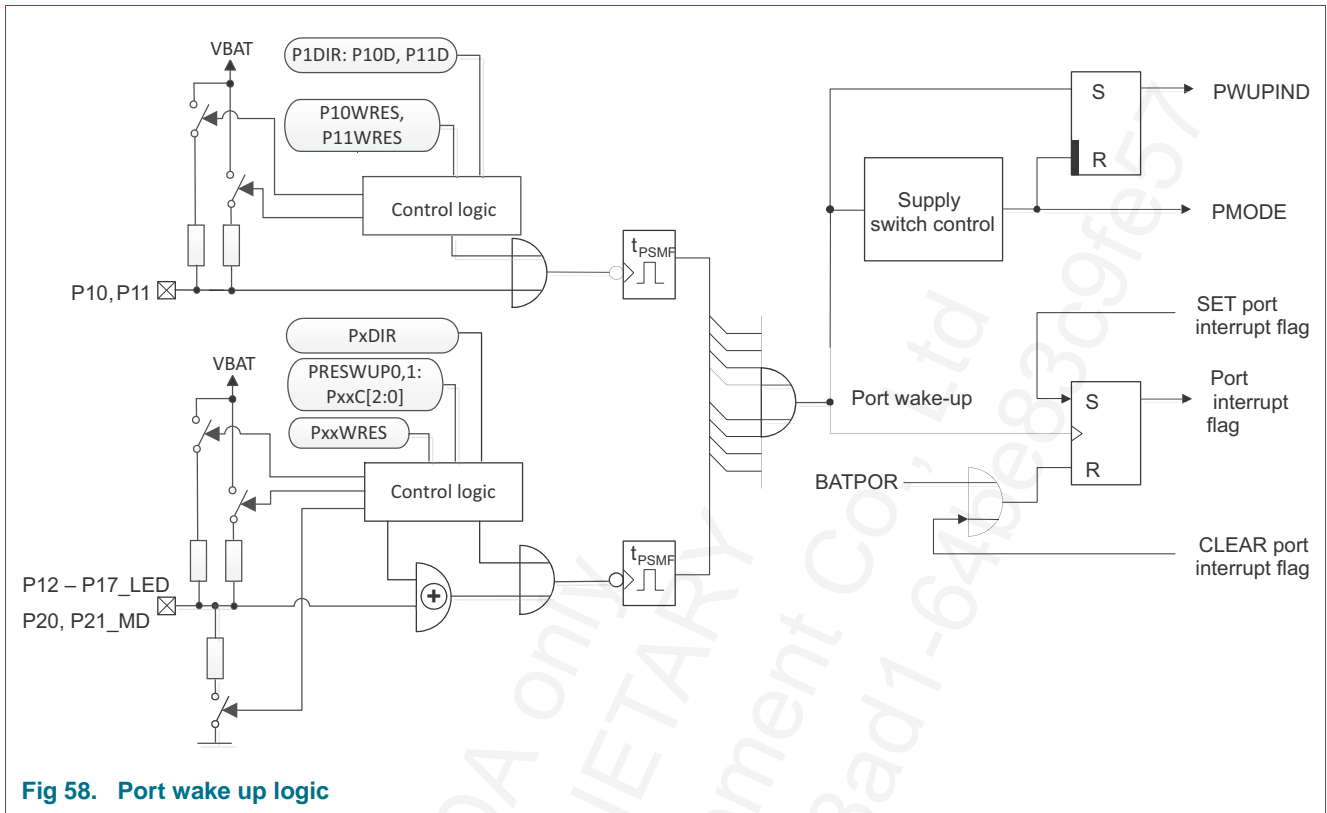 VBAT
P1DIR: P10D, P11D
P10WRES,
P11WRES
Control logic
P10, P11
tPSMF
S
R
PWUPIND
Supply
switch control
PMODE
SET port
interrupt flag
PxDIR
VBAT
PRESWUP0,1:
PxxC[2:0]
PxxWRES
Control logic
Port wake-up
S
R
Port
interrupt
flag
BATPOR
CLEAR port
interrupt flag
tPSMF
P12 – P17_LED
P20, P21_MD
+
Fig 58. Port wake up logic